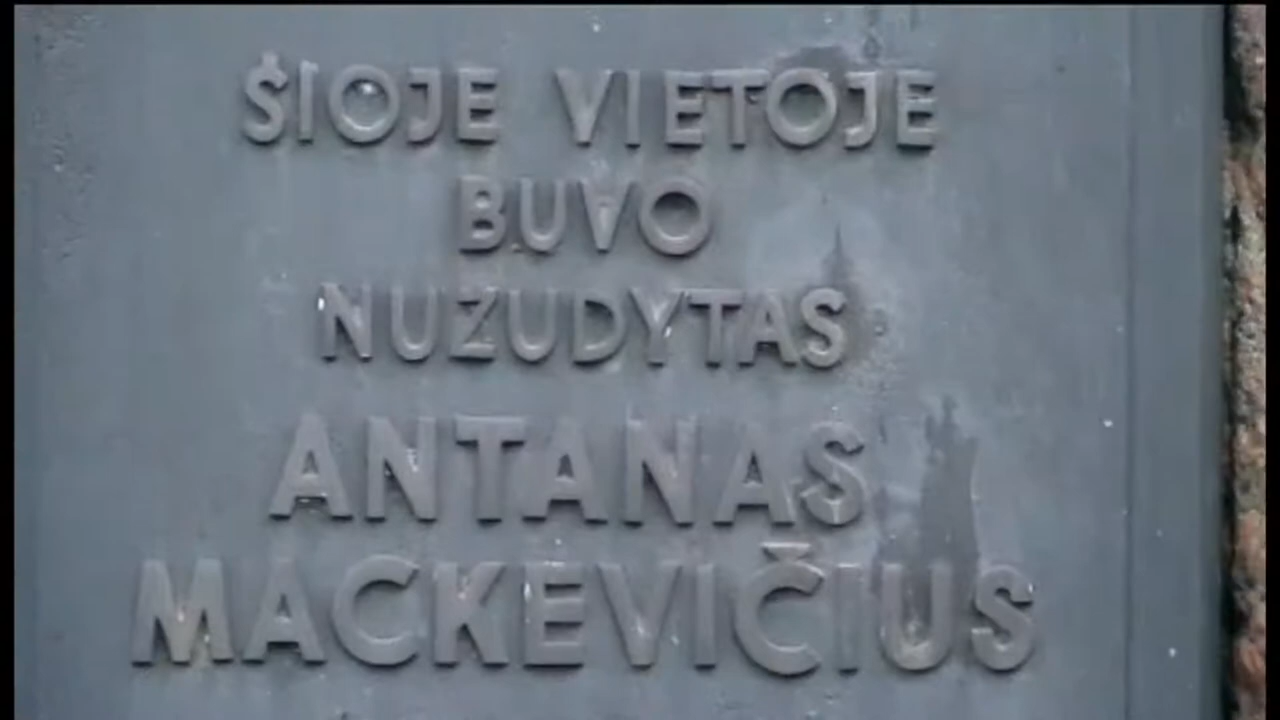 ŠIOJE VIETOJE
BUVO
NUŽUDYTAS
ANTANAS
MACKEVIČIUS